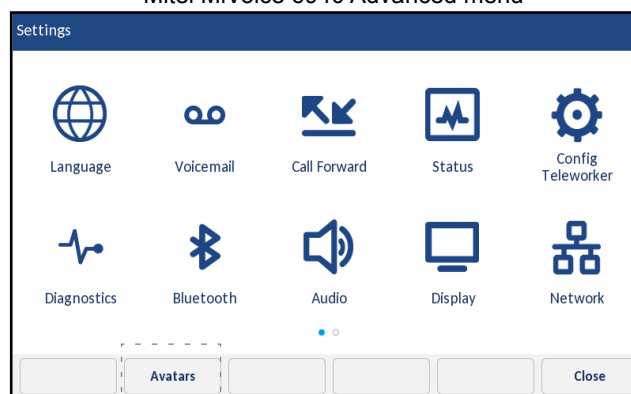 Mitel MiVoice 6940 Advanced menu
Settings
Language
Voicemail
Call Forward
Status
Config
Teleworker
Diagnostics
Bluetooth
Audio
Display
Network
Avatars
Close